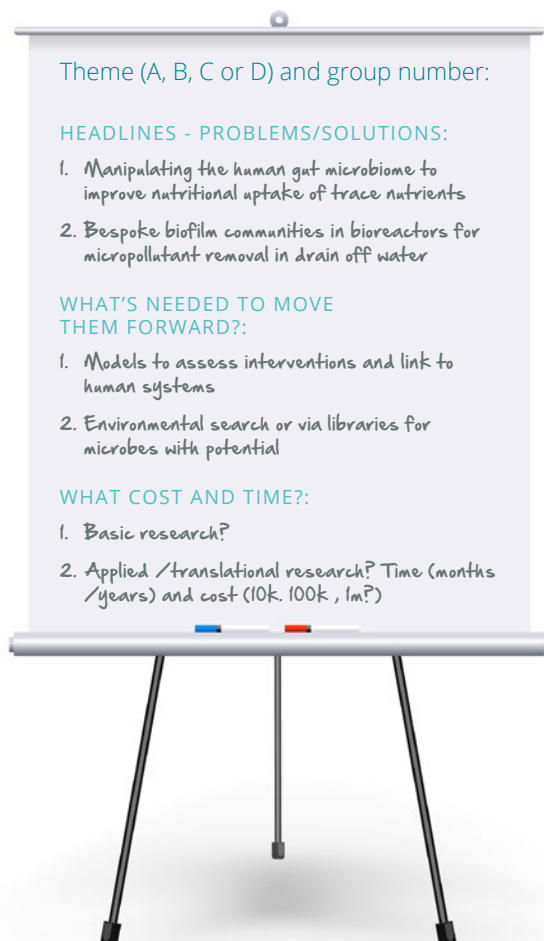 Theme (A, B, C or D) and group number:
HEADLINES - PROBLEMS/SOLUTIONS:
1. Manipulating the human gut microbiome to
improve nutritional uptake of trace nutrients
2. Bespoke biofilm communities in bioreactors for
micropollutant removal in drain off water
WHAT'S NEEDED TO MOVE
THEM FORWARD?:
1. Models to assess interventions and link to
human systems
2. Environmental search or via libraries for
microbes with potential
WHAT COST AND TIME?:
1. Basic research?
2. Applied /translational research? Time (months
/years) and cost (10k. 100k , 1m?)